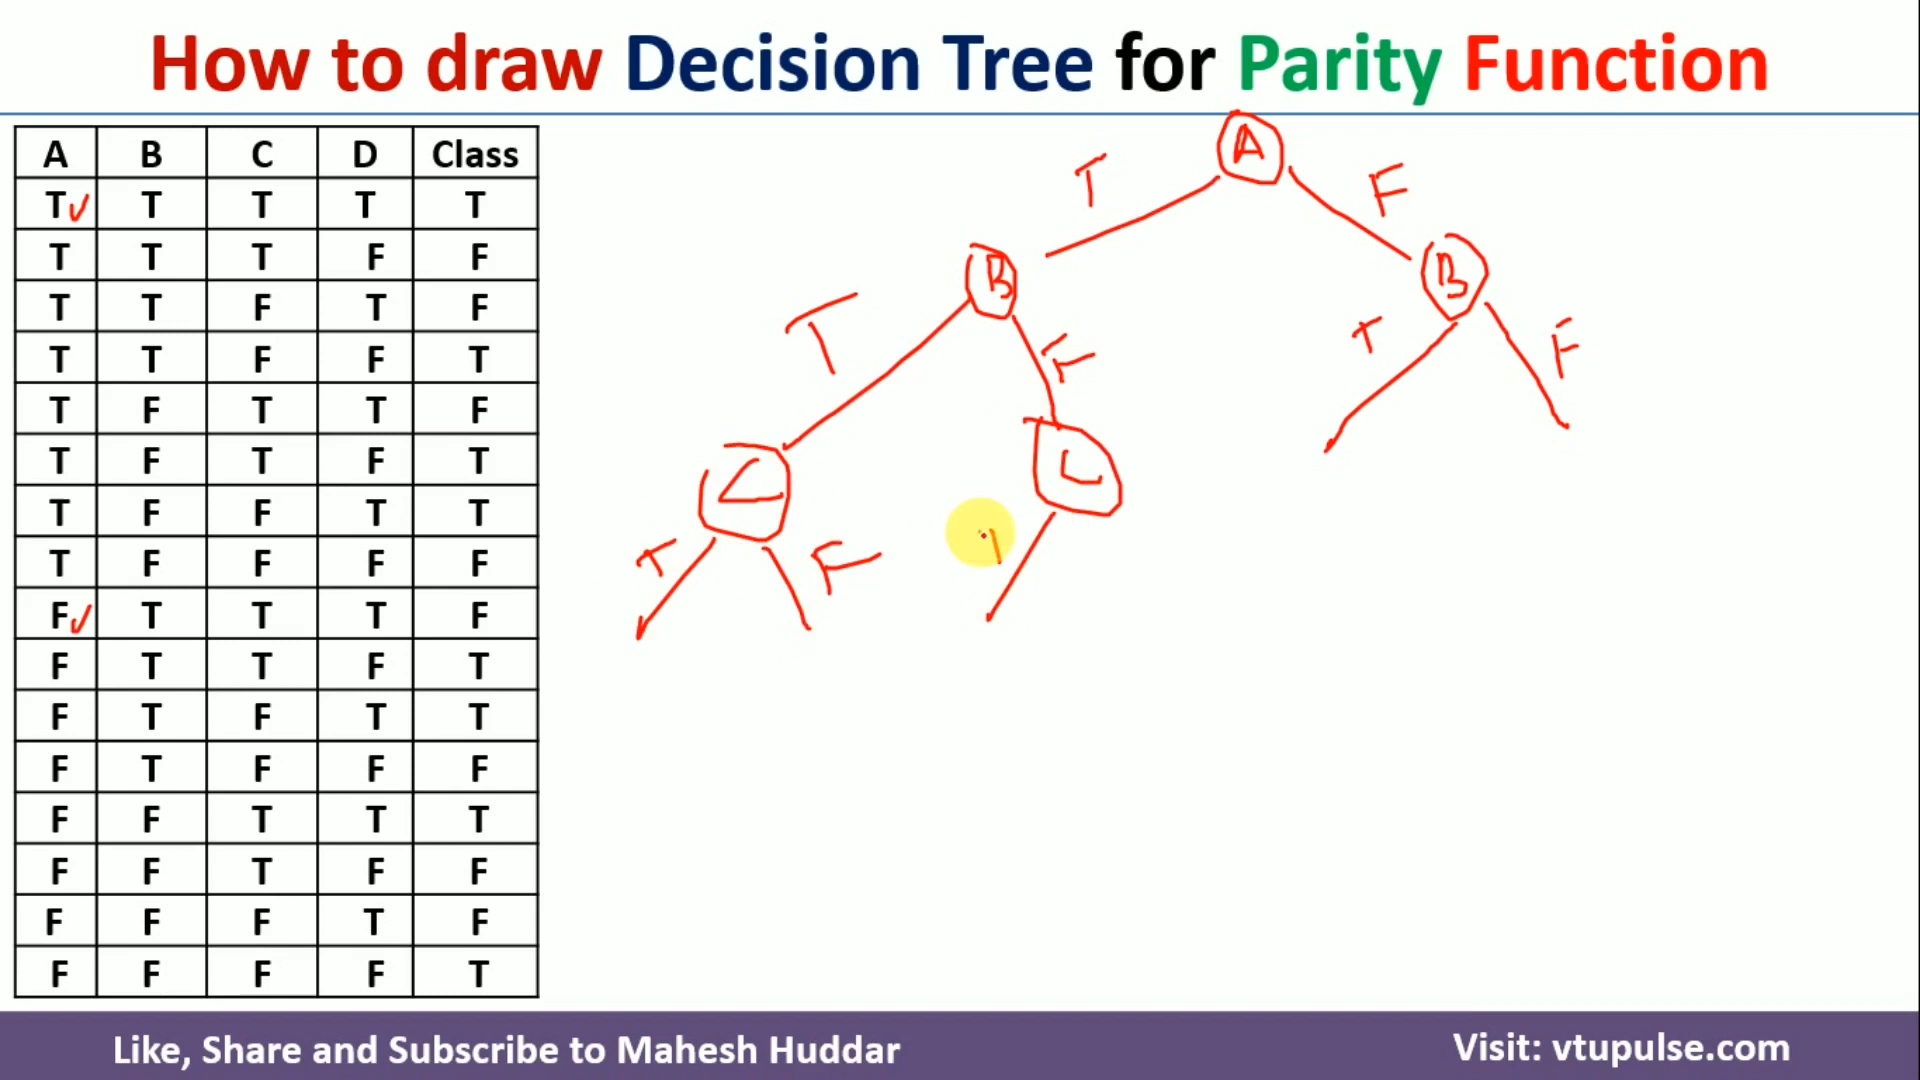 How to draw Decision Tree for Parity Function
A B C D Class
T T T T T
T T T F F
T T F T F
T T F F T
T F T T F
T F T F T
T F F T T
T F F F F
F T T T F
F T T F T
F T F T T
F T F F F
F F T T T
F F T F F
F F F T F
F F F F T
A
T F
B B
T F T F
C C
T F
Like, Share and Subscribe to Mahesh Huddar
Visit: vtupulse.com